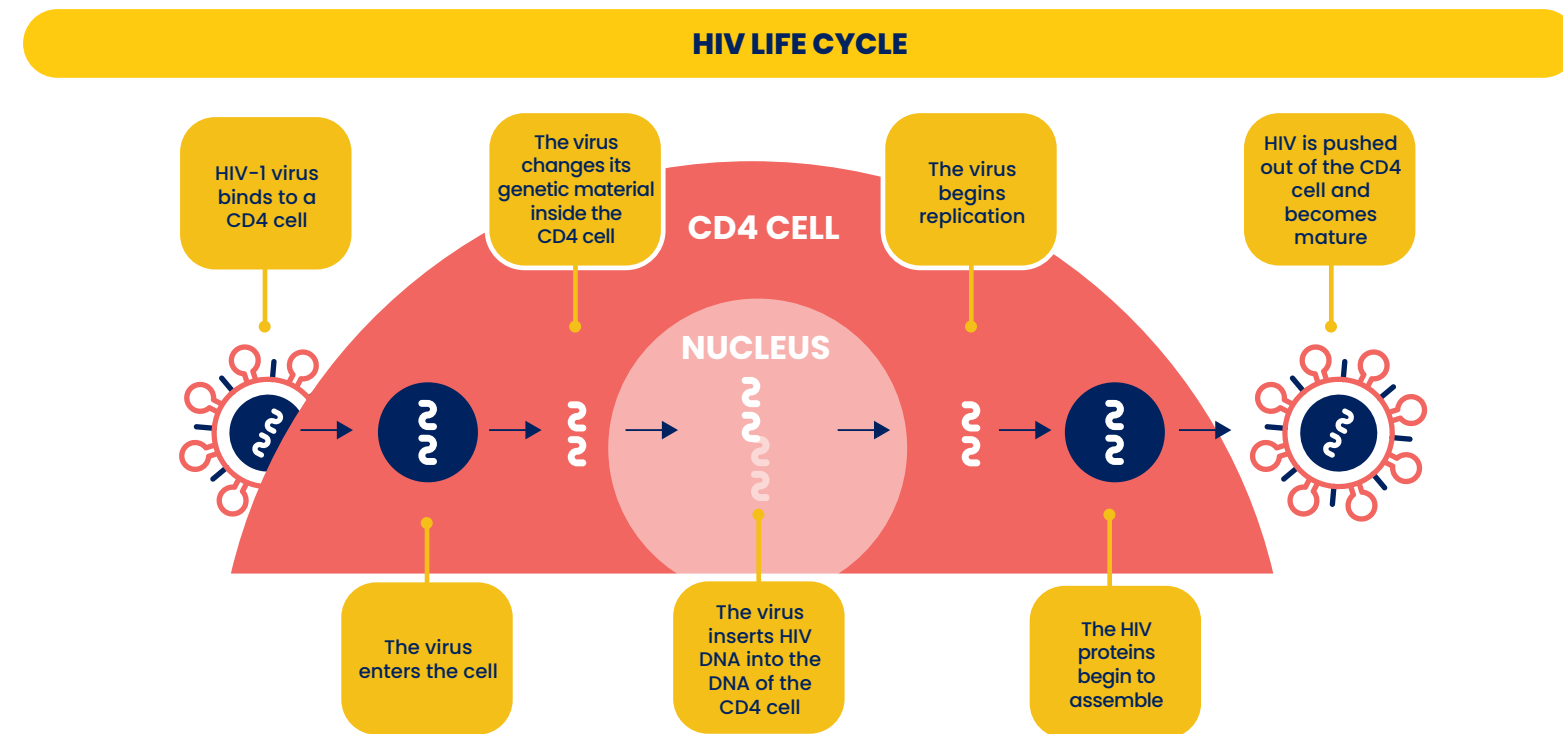 HIV LIFE CYCLE
HIV-1 virus
binds to a
CD4 cell
The virus
changes its
genetic material
inside the
CD4 cell
The virus
begins
replication
HIV is pushed
out of the CD4
cell and
becomes
mature
CD4 CELL
NUCLEUS
The virus
enters the cell
The virus
inserts HIV
DNA into the
DNA of the
CD4 cell
The HIV
proteins
begin to
assemble